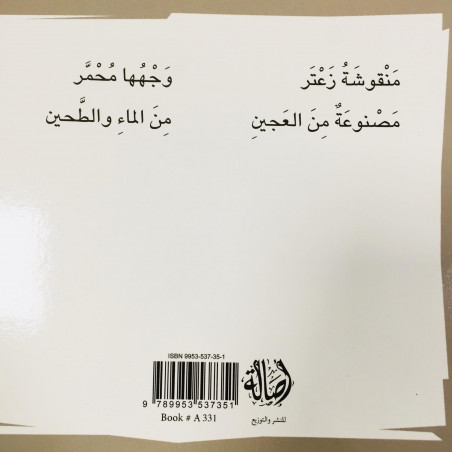 مَنْقوشَةُ زَعْتَر وَجْهُها مُحْمَّر
مَصْنوعَةٌ مِنَ العَجينِ مِنَ الماءِ والطَّحين
ISBN 9953-537-35-1
أصالة
للنشر والتوزيع
9 789953 537351
Book # A 331